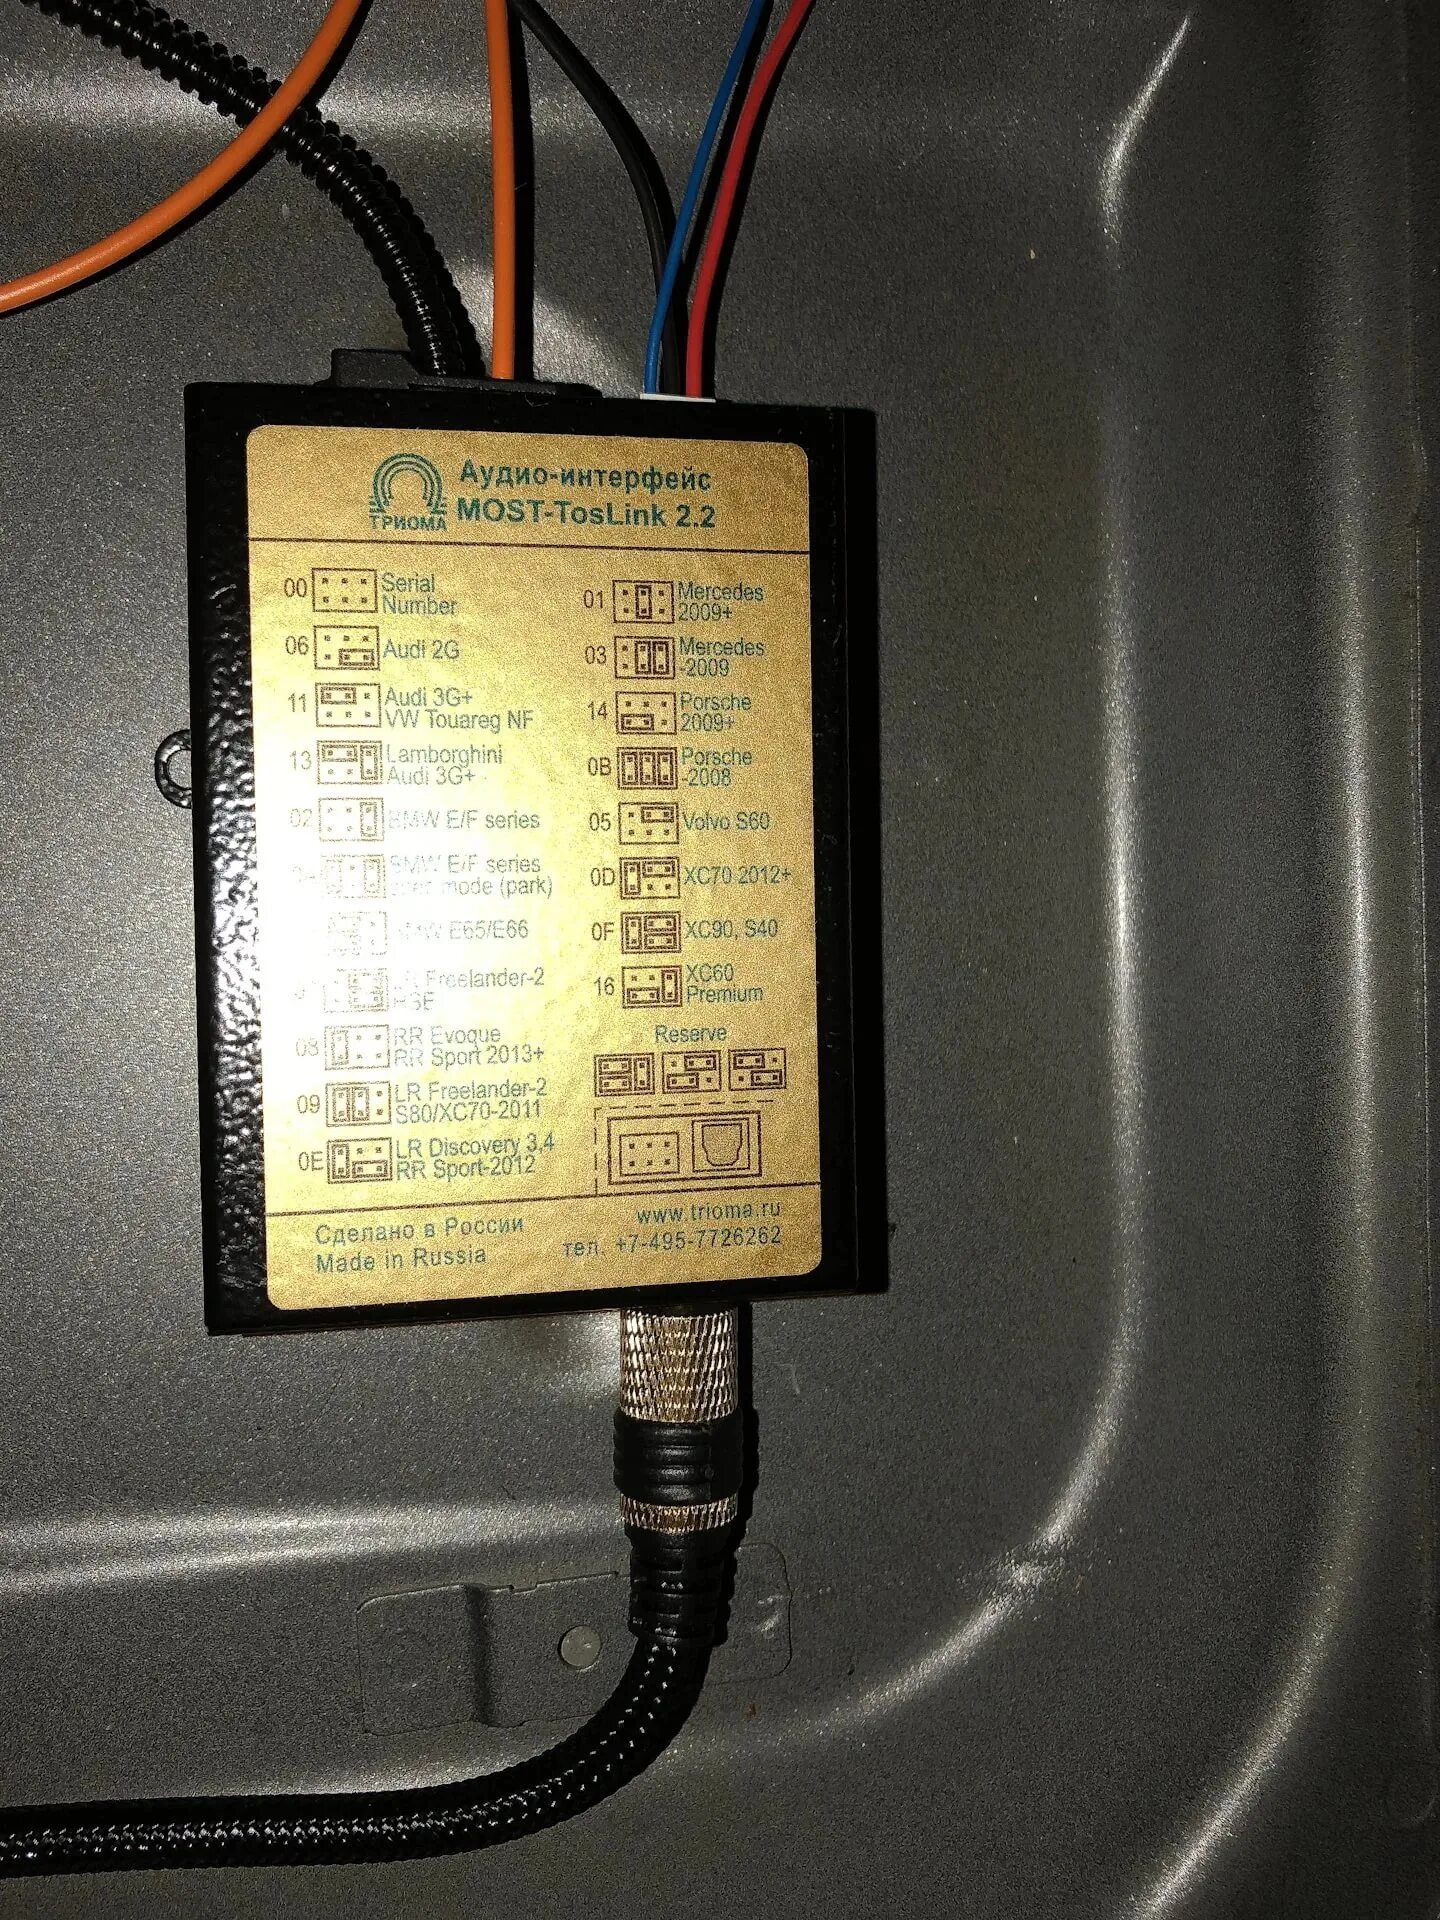 Аудио-интерфейс
ТРИОМА
MOST-TosLink 2.2
00 Serial
Number
06 Audi 2G
11 Audi 3G+
VW Touareg NF
13 Lamborghini
Audi 3G+
02 BMW E/F series
BMW E/F series
mode (park)
E65/E66
LR Freelander-2
HSE
08 RR Evoque
RR Sport 2013+
09 LR Freelander-2
S80/XC70-2011
0E LR Discovery 3,4
RR Sport-2012
01 Mercedes
2009+
03 Mercedes
-2009
14 Porsche
2009+
0B Porsche
-2008
05 Volvo S60
0D XC70 2012+
0F XC90, S40
16 XC60
Premium
Reserve
Сделано в России
Made in Russia
www.trioma.ru
тел. +7-495-7726262